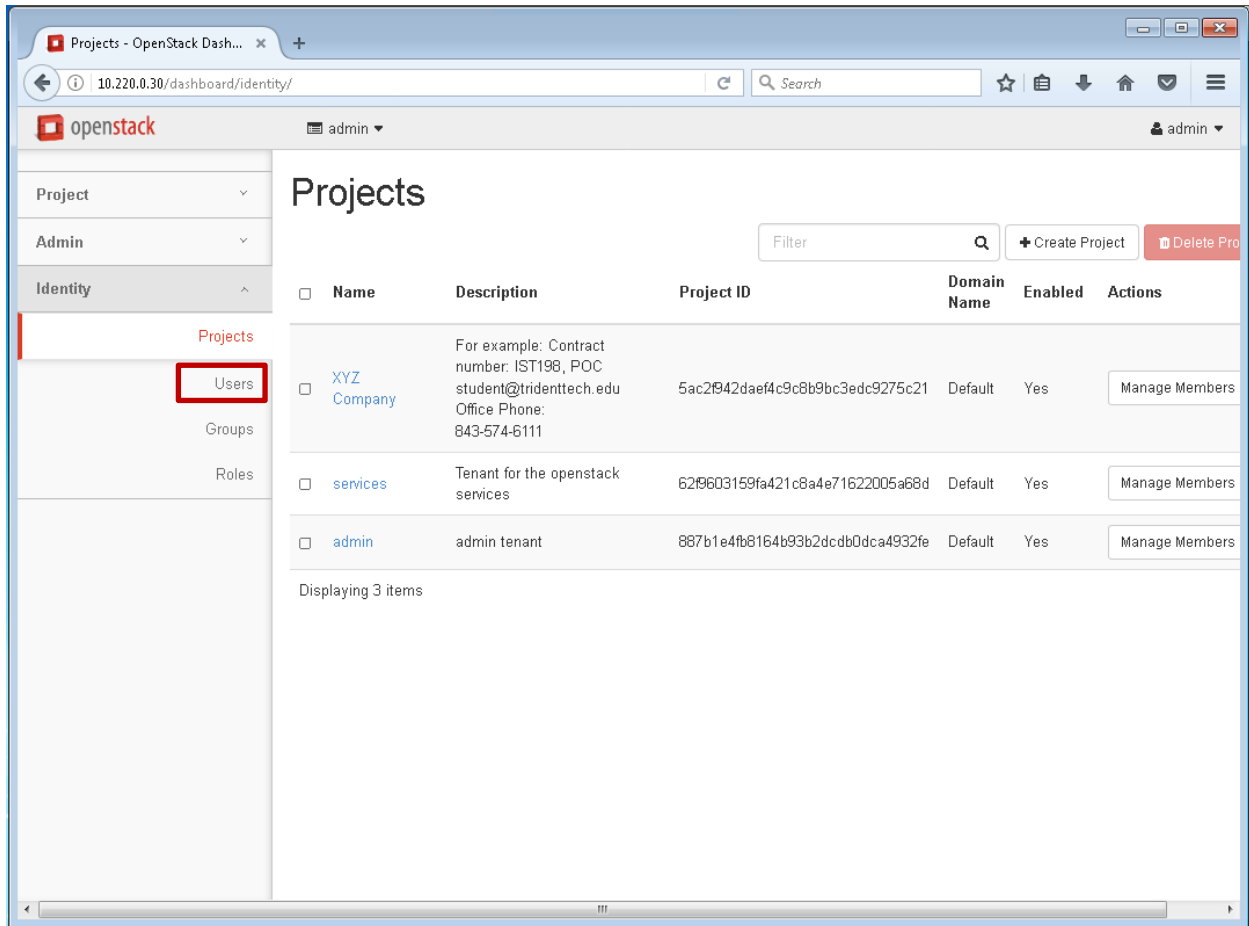 Projects - OpenStack Dash...
10.220.0.30/dashboard/identity/
Search
openstack
admin
admin
Project
Admin
Identity
Projects
Users
Groups
Roles
Projects
Filter
Create Project
Delete Pro
Name Description Project ID Domain Name Enabled Actions
XYZ Company
For example: Contract
number: IST198, POC
student@tridenttech.edu
Office Phone:
843-574-6111
5ac2f942daef4c9c8b9bc3edc9275c21 Default Yes Manage Members
services
Tenant for the openstack
services
62f9603159fa421c8a4e71622005a68d Default Yes Manage Members
admin admin tenant 887b1e4fb8164b93b2dcdb0dca4932fe Default Yes Manage Members
Displaying 3 items